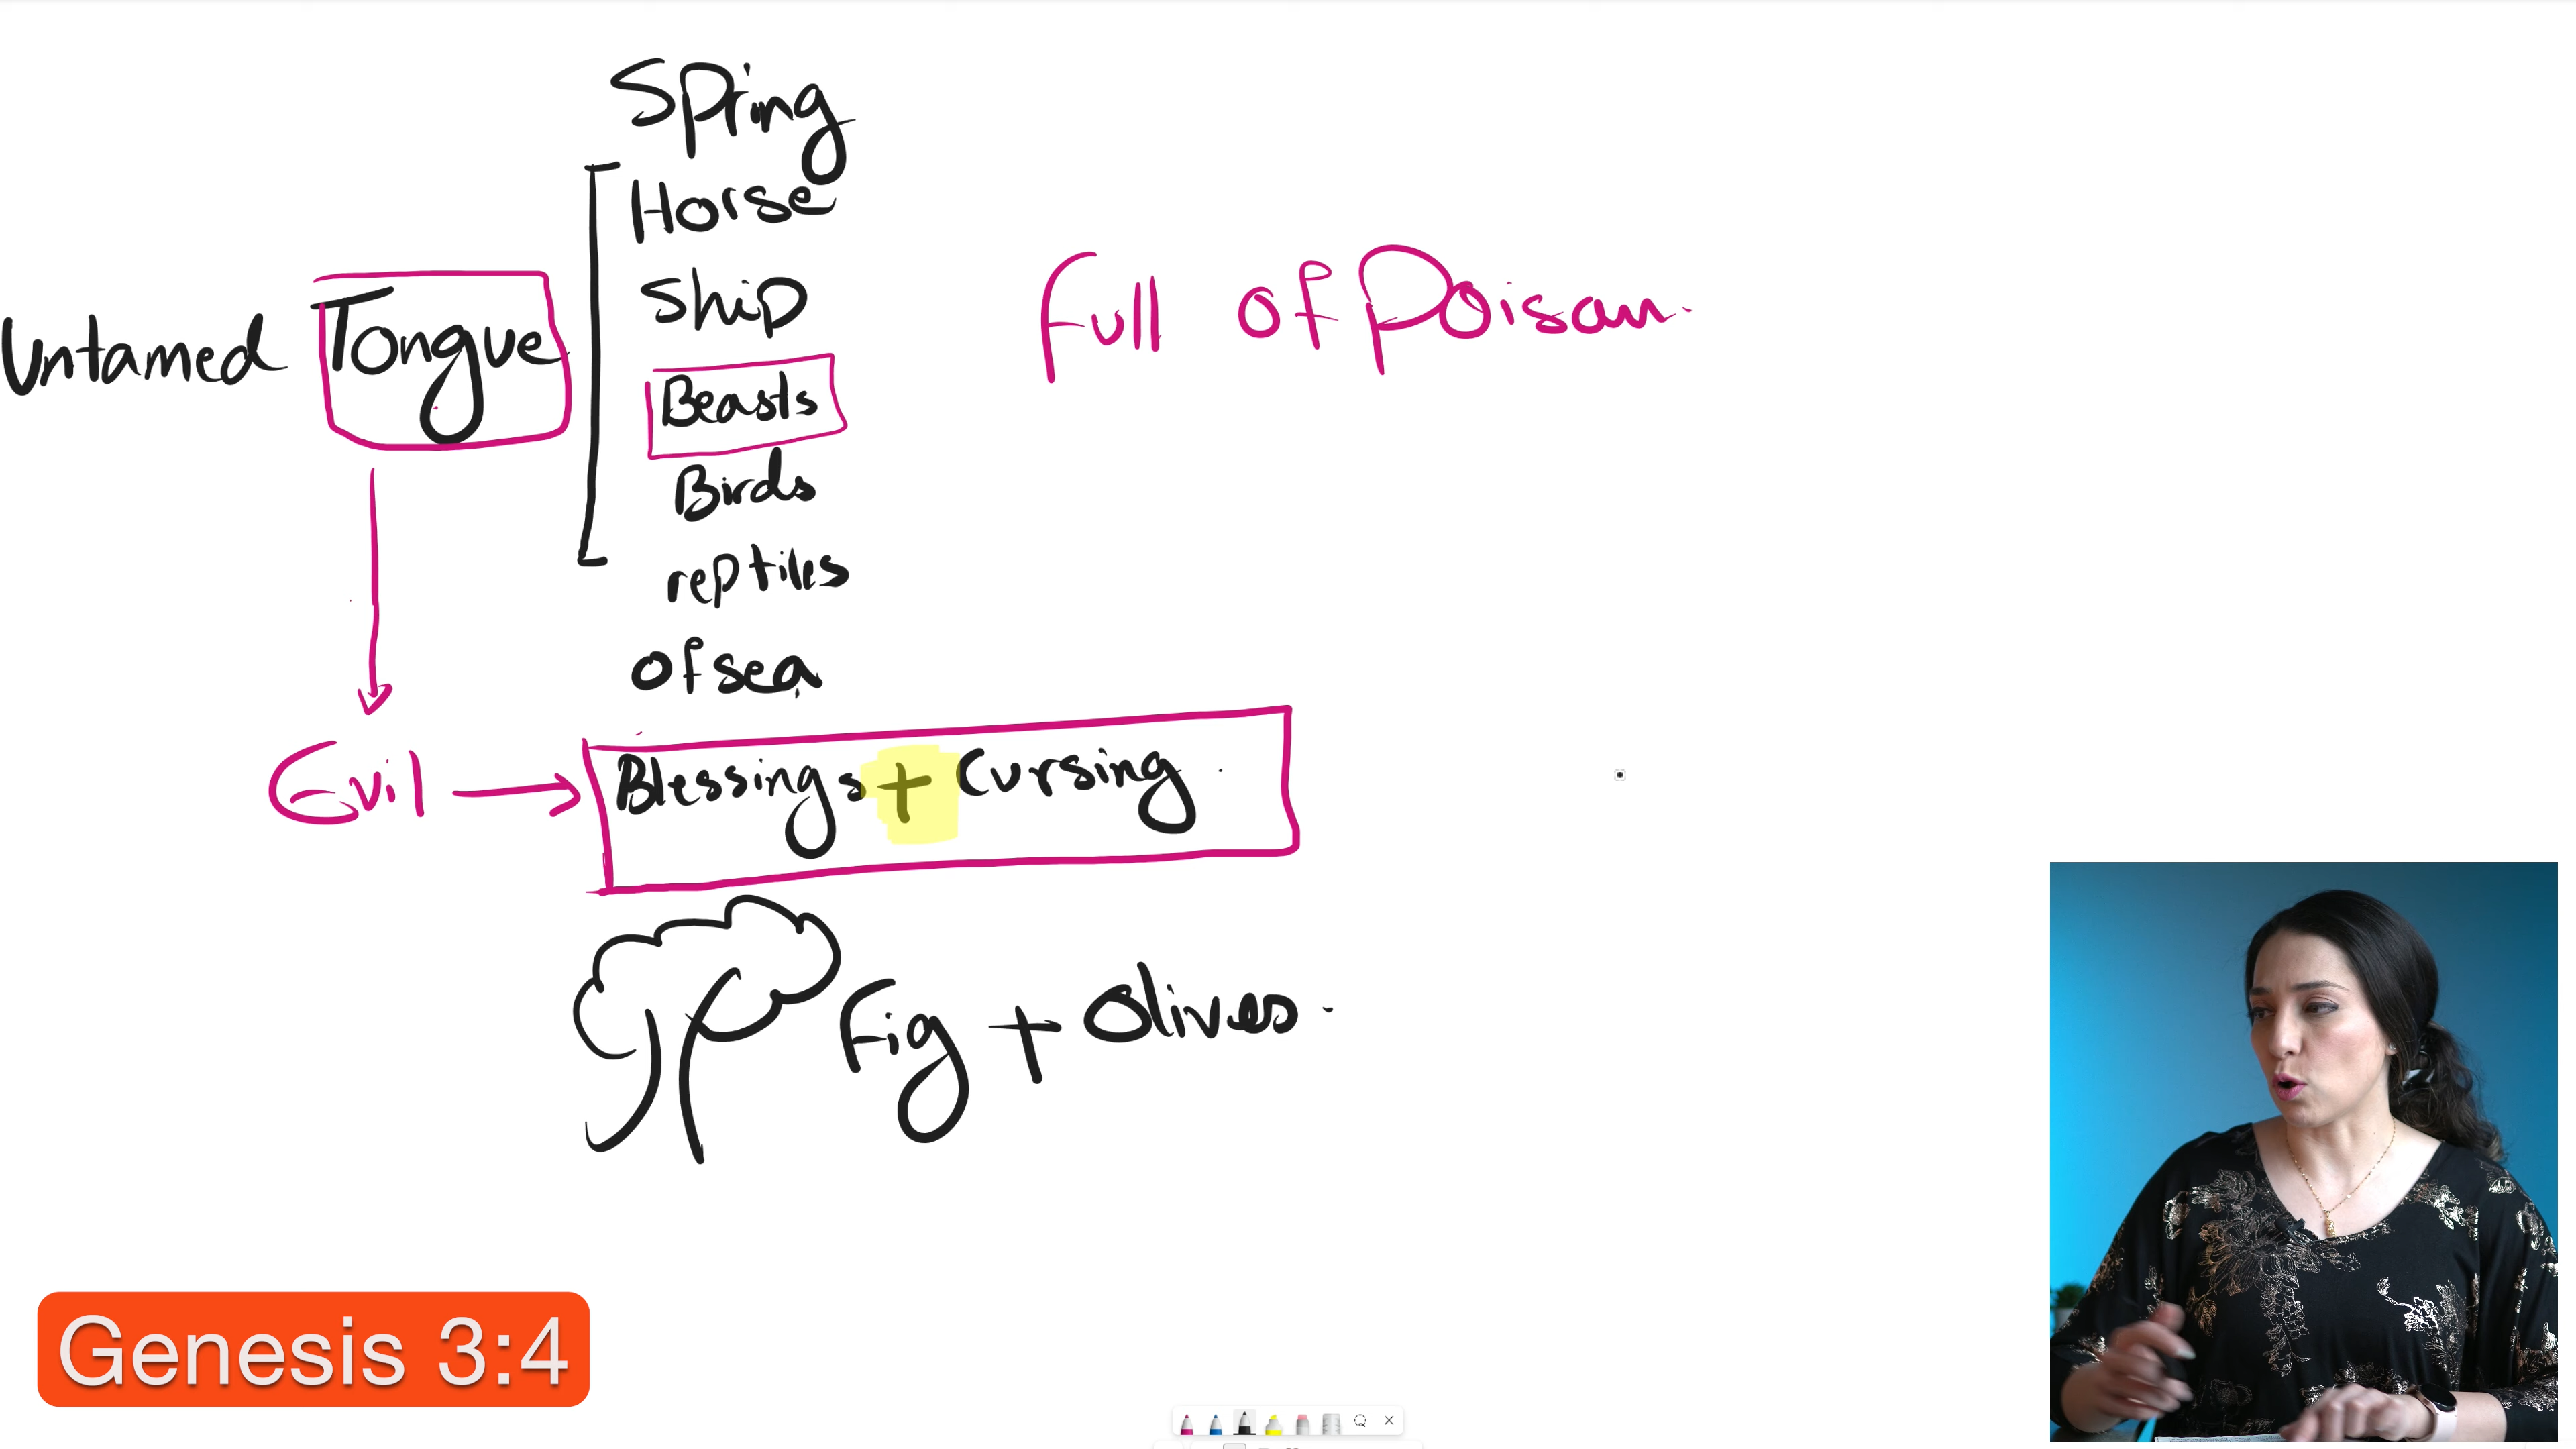 Spring
Horse
Ship
Untamed Tongue
Full of Poisan.
Beasts
Birds
reptiles
of sea
Evil → Blessings + Cursing.
Fig + Olives.
Genesis 3:4